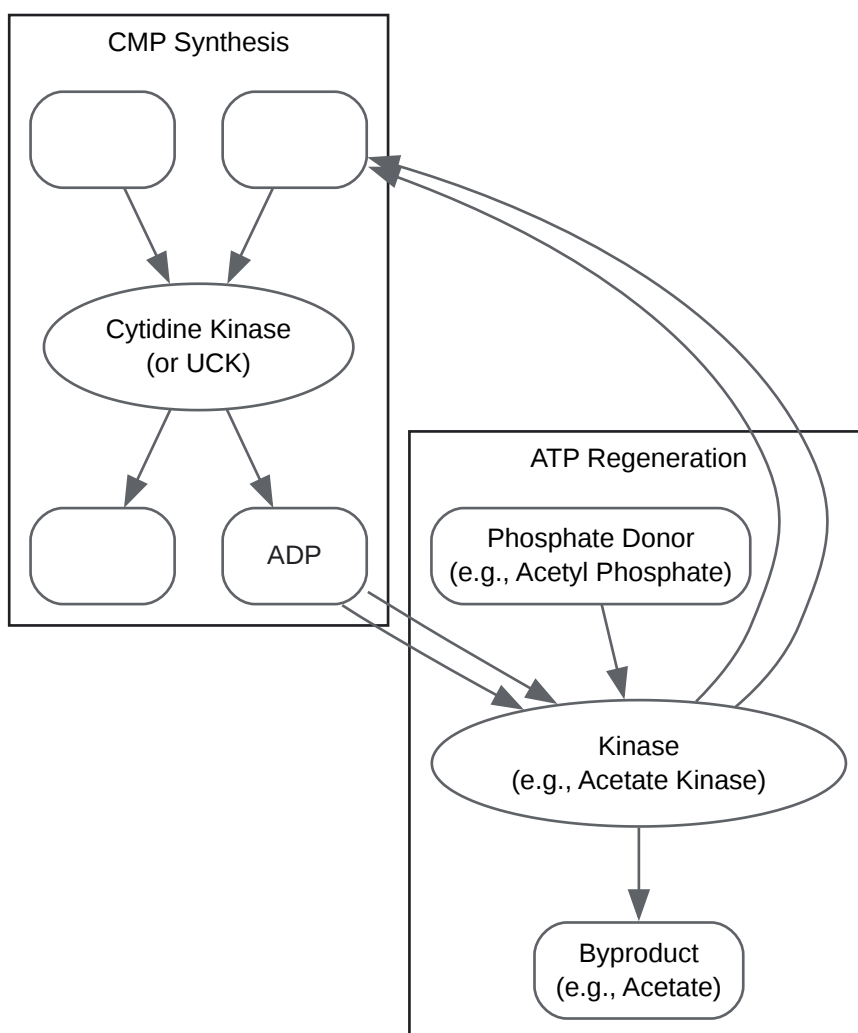 CMP Synthesis
Cytidine Kinase
(or UCK)
ADP
ATP Regeneration
Phosphate Donor
(e.g., Acetyl Phosphate)
Kinase
(e.g., Acetate Kinase)
Byproduct
(e.g., Acetate)